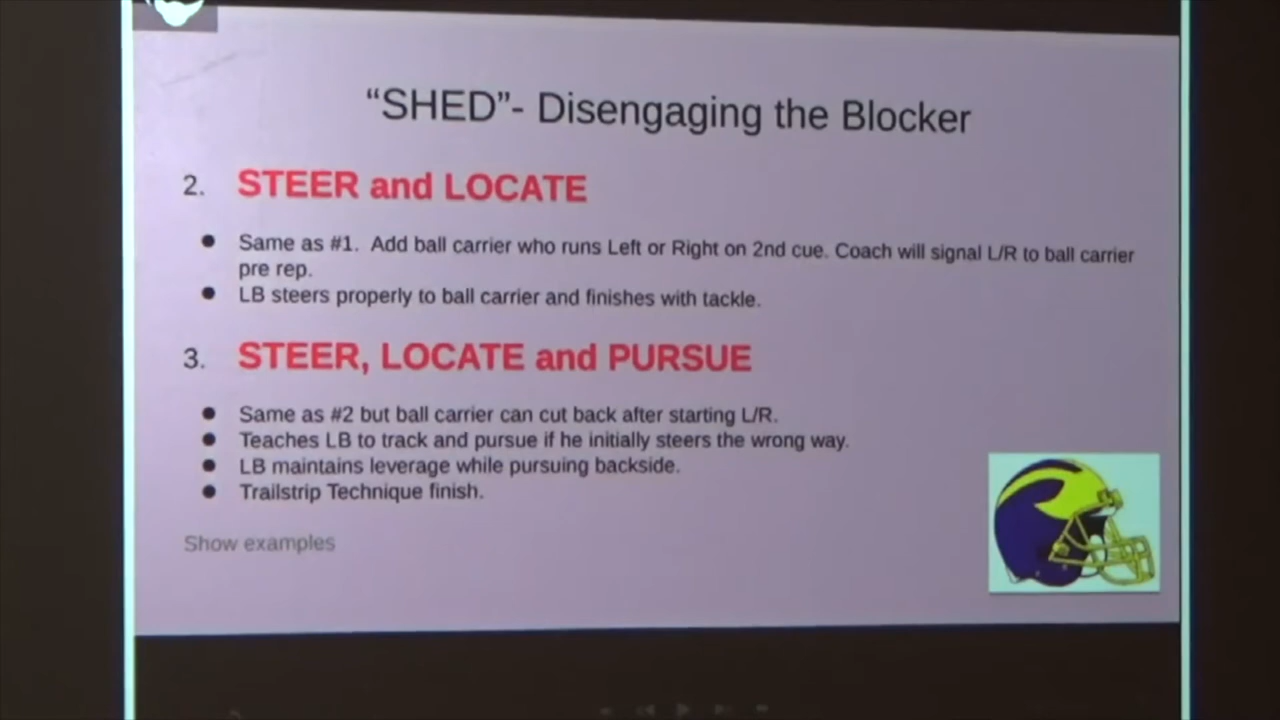 “SHED”- Disengaging the Blocker
2. STEER and LOCATE
● Same as #1. Add ball carrier who runs Left or Right on 2nd cue. Coach will signal L/R to ball carrier
pre rep.
● LB steers properly to ball carrier and finishes with tackle.
3. STEER, LOCATE and PURSUE
● Same as #2 but ball carrier can cut back after starting L/R.
● Teaches LB to track and pursue if he initially steers the wrong way.
● LB maintains leverage while pursuing backside.
● Trailstrip Technique finish.
Show examples